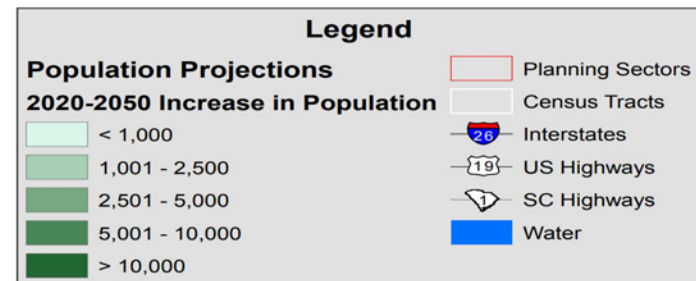 Legend
Population Projections
2020-2050 Increase in Population
< 1,000
1,001 - 2,500
2,501 - 5,000
5,001 - 10,000
> 10,000
Planning Sectors
Census Tracts
26 Interstates
19 US Highways
1 SC Highways
Water